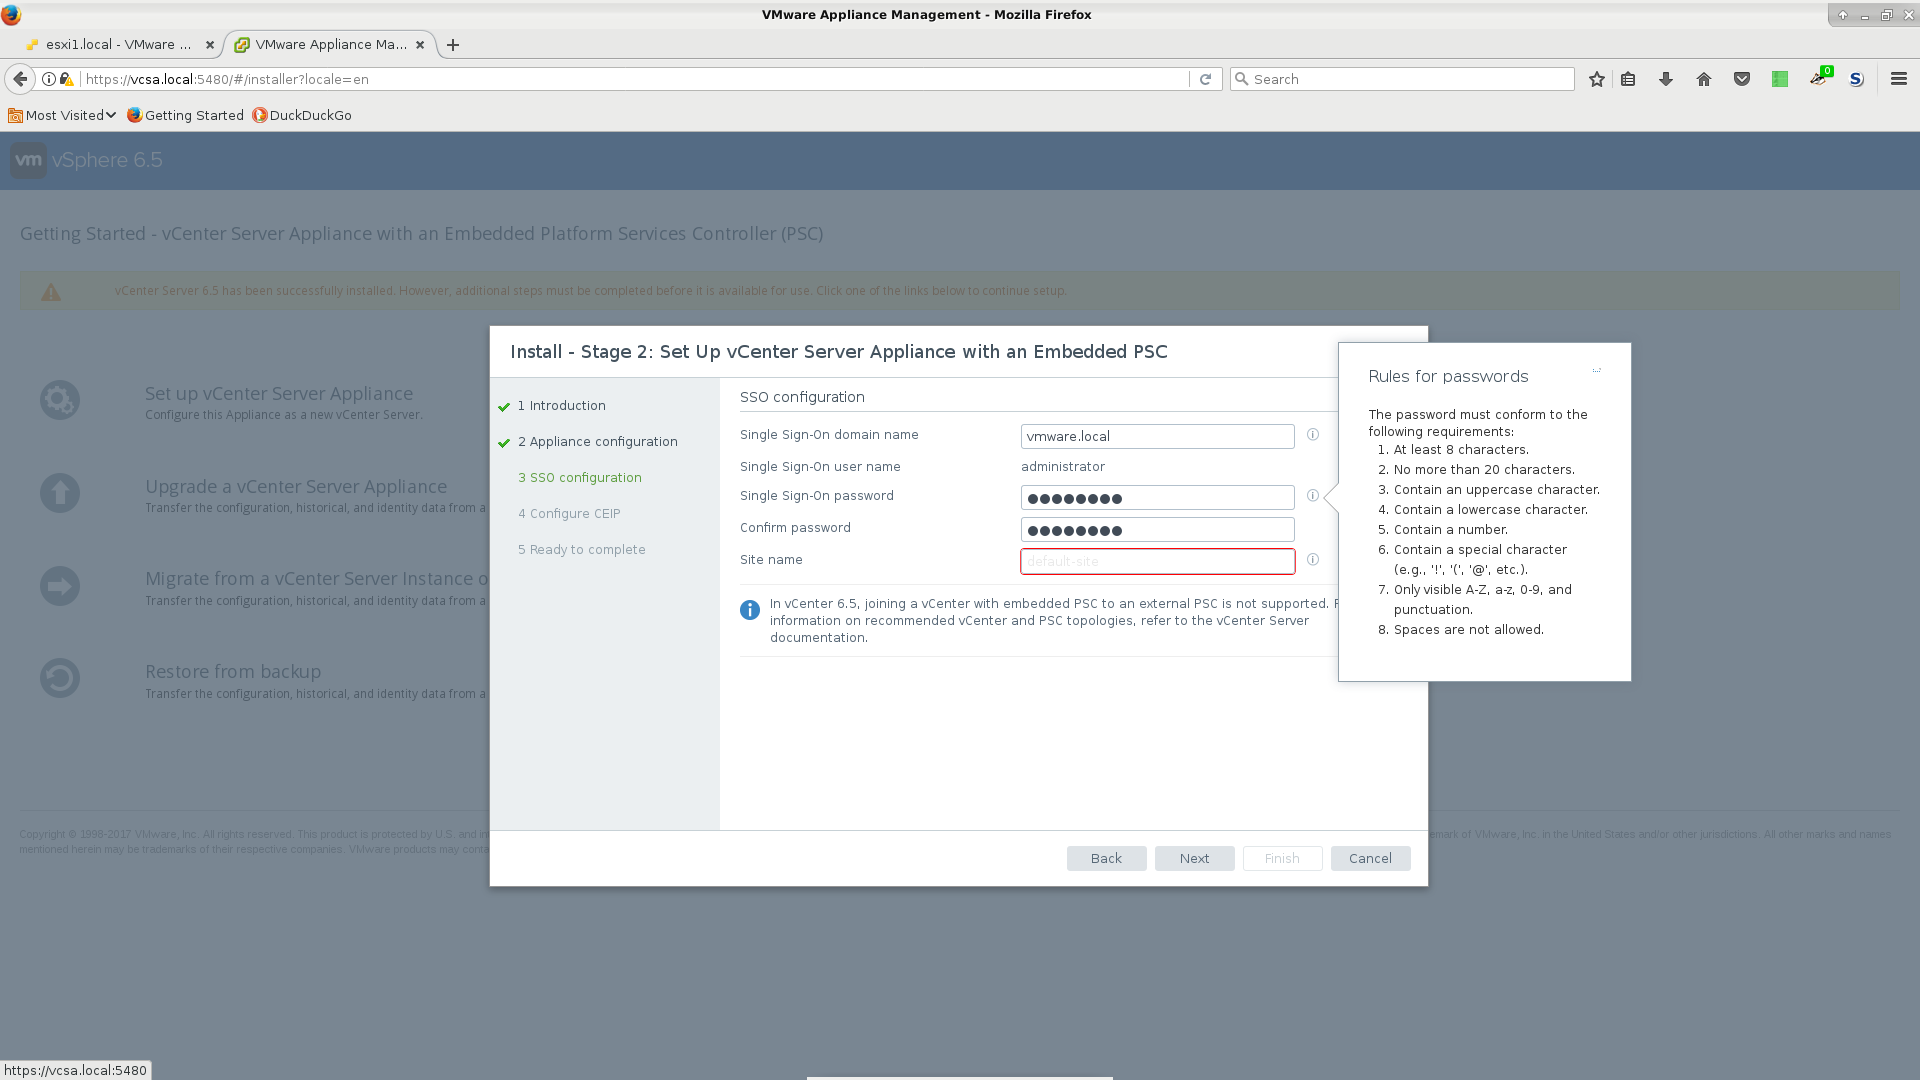 VMware Appliance Management - Mozilla Firefox
esxi1.local - VMware ...
VMware Appliance Ma...
https://vcsa.local:5480/#/installer?locale=en
Search
0
S
Most Visited
Getting Started
DuckDuckGo
vm vSphere 6.5
Getting Started - vCenter Server Appliance with an Embedded Platform Services Controller (PSC)
vCenter Server 6.5 has been successfully installed. However, additional steps must be completed before it is available for use. Click one of the links below to continue setup.
Set up vCenter Server Appliance
Configure this Appliance as a new vCenter Server.
Upgrade a vCenter Server Appliance
Transfer the configuration, historical, and identity data from a
Migrate from a vCenter Server Instance o
Transfer the configuration, historical, and identity data from a
Restore from backup
Transfer the configuration, historical, and identity data from a
Install - Stage 2: Set Up vCenter Server Appliance with an Embedded PSC
1 Introduction
2 Appliance configuration
3 SSO configuration
4 Configure CEIP
5 Ready to complete
SSO configuration
Single Sign-On domain name
vmware.local
Single Sign-On user name
administrator
Single Sign-On password
Confirm password
Site name
default-site
In vCenter 6.5, joining a vCenter with embedded PSC to an external PSC is not supported.
information on recommended vCenter and PSC topologies, refer to the vCenter Server
documentation.
Rules for passwords
The password must conform to the
following requirements:
1. At least 8 characters.
2. No more than 20 characters.
3. Contain an uppercase character.
4. Contain a lowercase character.
5. Contain a number.
6. Contain a special character
(e.g., '!', '(', '@', etc.).
7. Only visible A-Z, a-z, 0-9, and
punctuation.
8. Spaces are not allowed.
Back
Next
Finish
Cancel
Copyright © 1998-2017 VMware, Inc. All rights reserved. This product is protected by U.S. and in
emark of VMware, Inc. in the United States and/or other jurisdictions. All other marks and names
mentioned herein may be trademarks of their respective companies. VMware products may conta
https://vcsa.local:5480